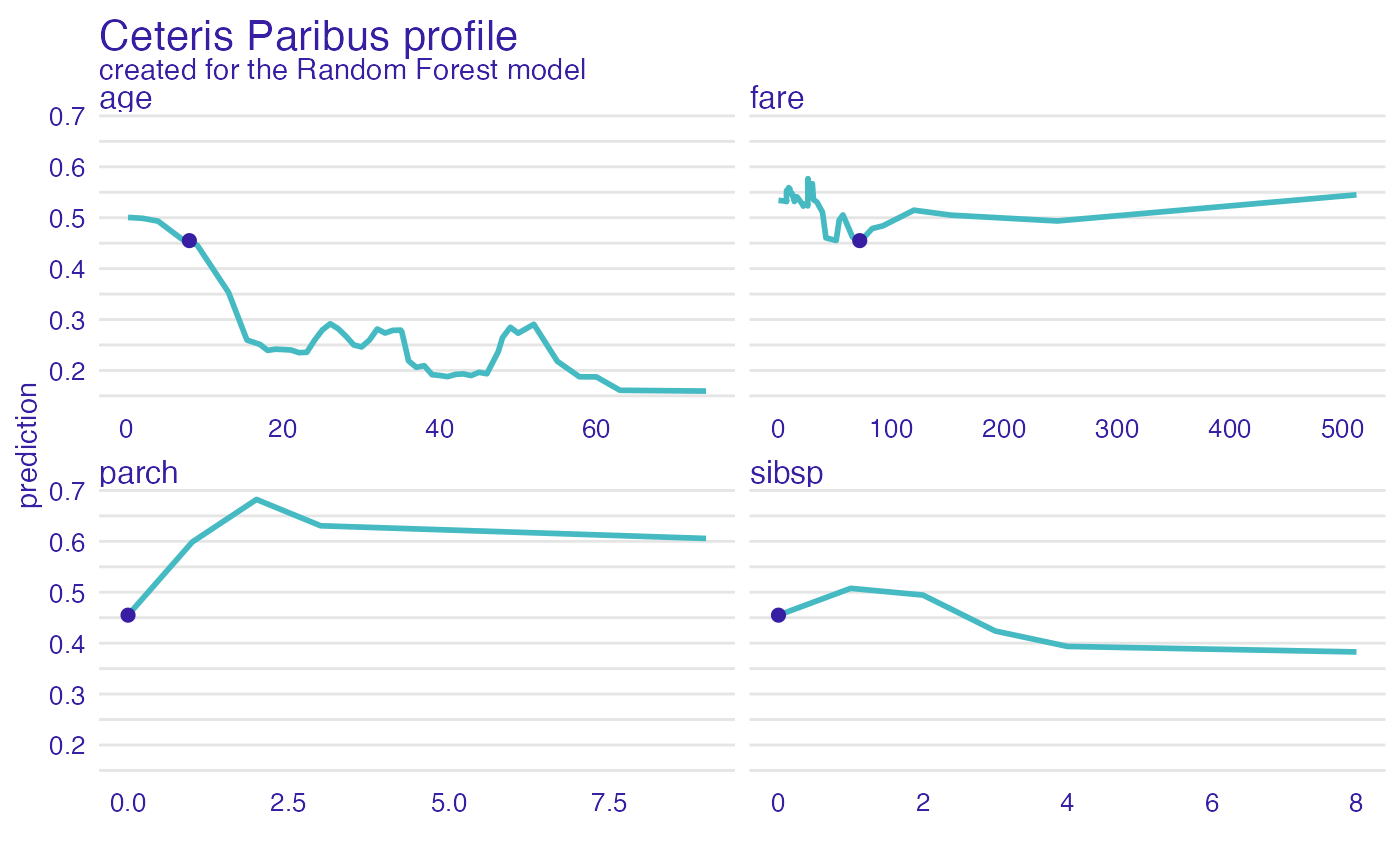 Ceteris Paribus profile
created for the Random Forest model
age
fare
0.7
0.6
0.5
0.4
0.3
0.2
0 20 40 60
0 100 200 300 400 500
prediction
parch
sibsp
0.7
0.6
0.5
0.4
0.3
0.2
0.0 2.5 5.0 7.5
0 2 4 6 8